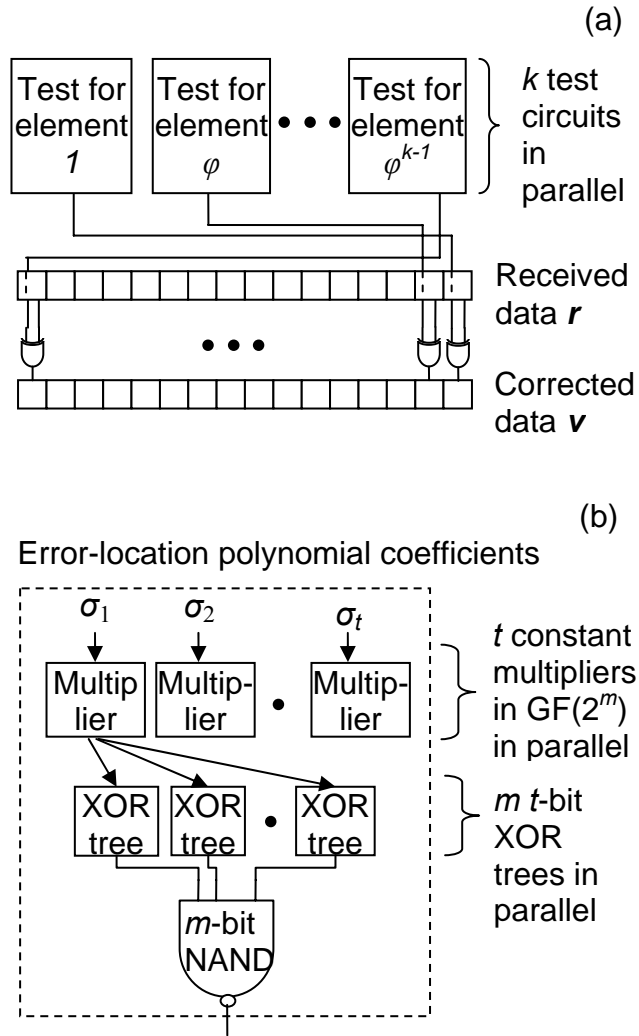 (a)
Test for element 1
Test for element φ
Test for element φ^{k-1}
k test
circuits
in
parallel
Received
data r
Corrected
data v
(b)
Error-location polynomial coefficients
σ1
σ2
σt
Multip
lier
Multip-
lier
Multip-
lier
t constant
multipliers
in GF(2^m)
in parallel
XOR
tree
XOR
tree
XOR
tree
m t-bit
XOR
trees in
parallel
m-bit
NAND